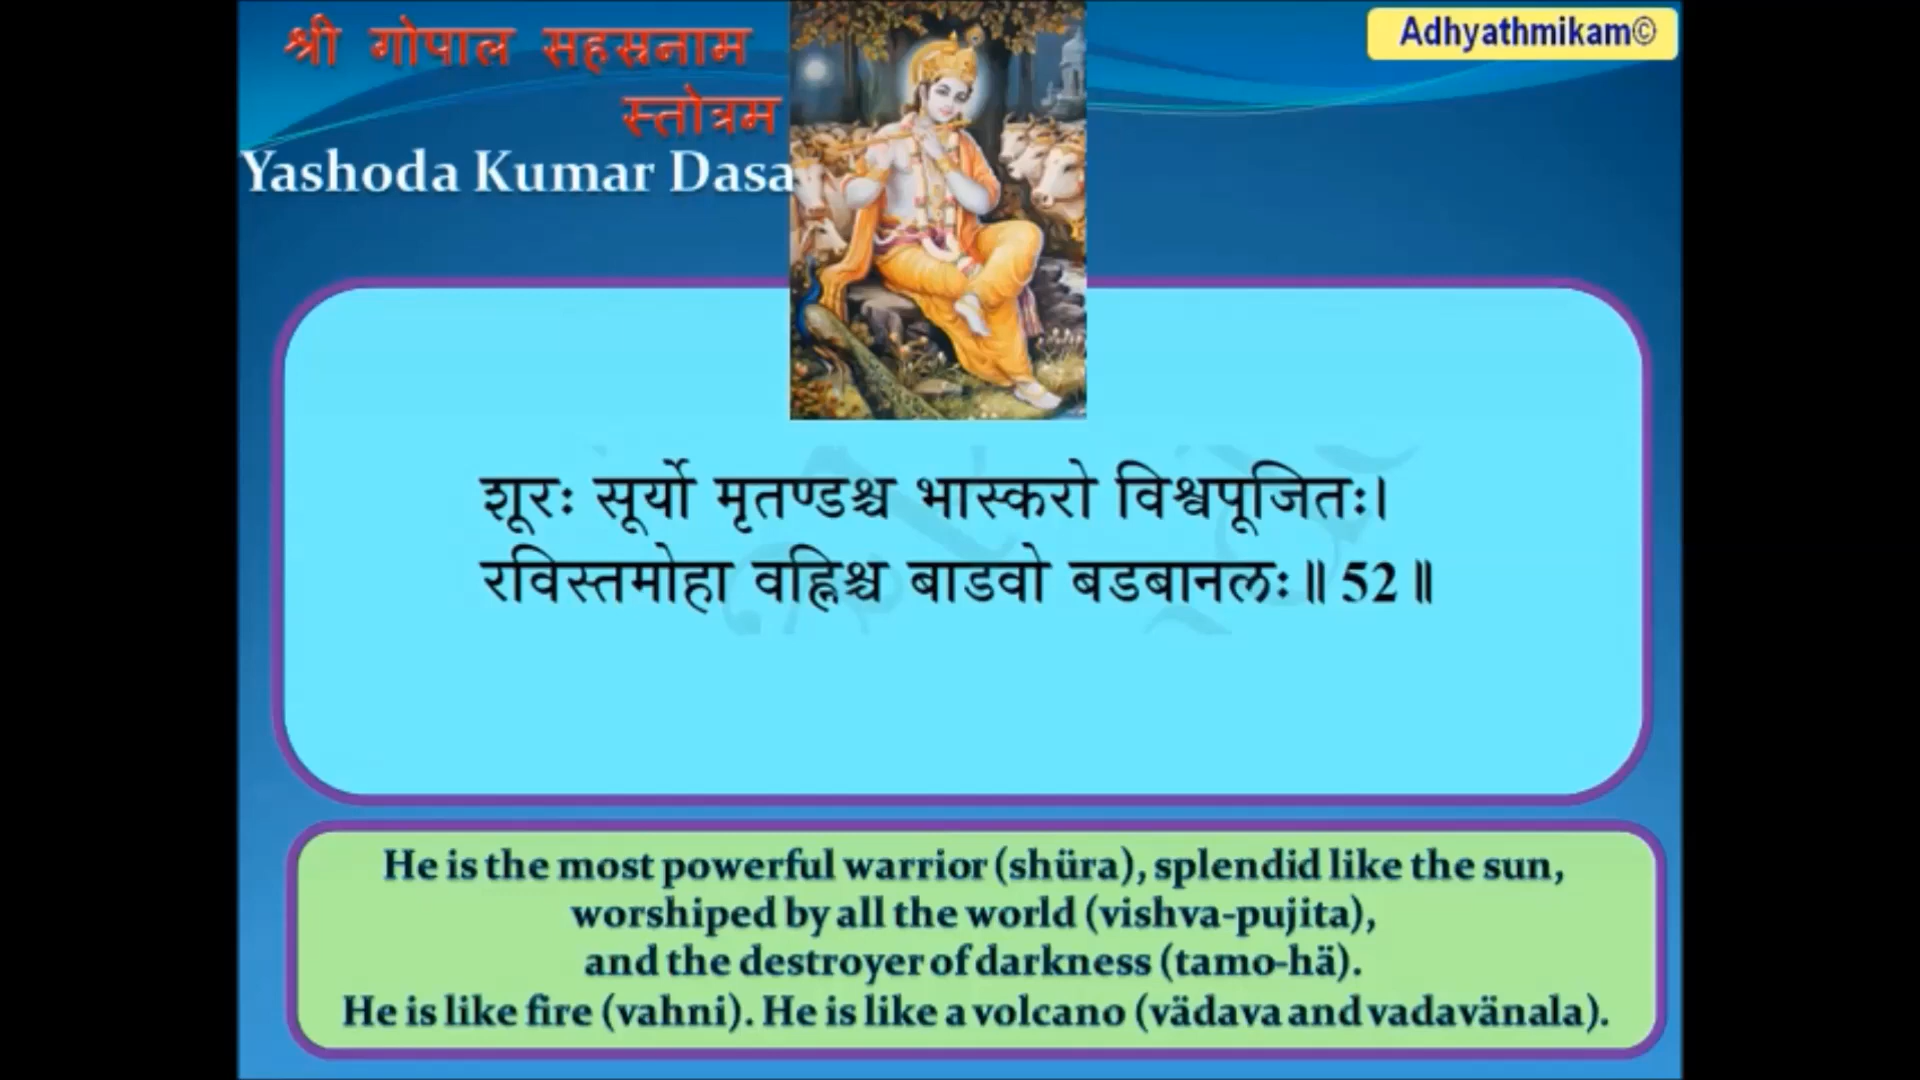 श्री गोपाल सहस्रनाम
स्तोत्रम
Yashoda Kumar Dasa
Adhyathmikam©
शूरः सूर्यो मृतण्डश्च भास्करो विश्वपूजितः।
रविस्तमोहा वह्निश्च बाडवो बडबानलः॥ 52 ॥
He is the most powerful warrior (shüra), splendid like the sun,
worshiped by all the world (vishva-pujita),
and the destroyer of darkness (tamo-hä).
He is like fire (vahni). He is like a volcano (vädava and vadavänala).